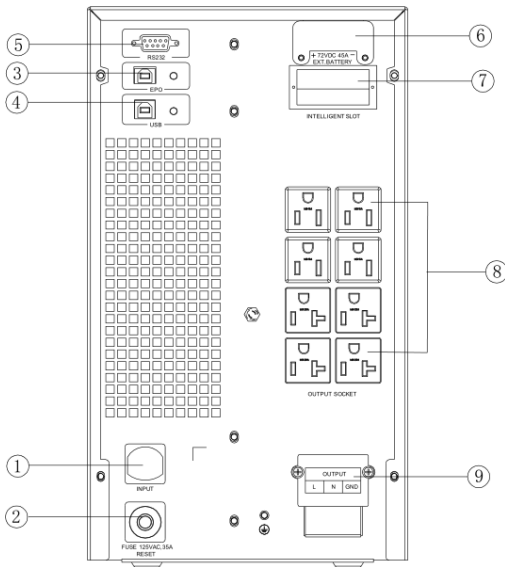 ⑤
RS232
③
EPO
④
USB
⑥
+ 72VDC 45A −
EXT. BATTERY
⑦
INTELLIGENT SLOT
⑧
OUTPUT SOCKET
①
INPUT
②
FUSE 125VAC,35A
RESET
⑨
OUTPUT
L N GND